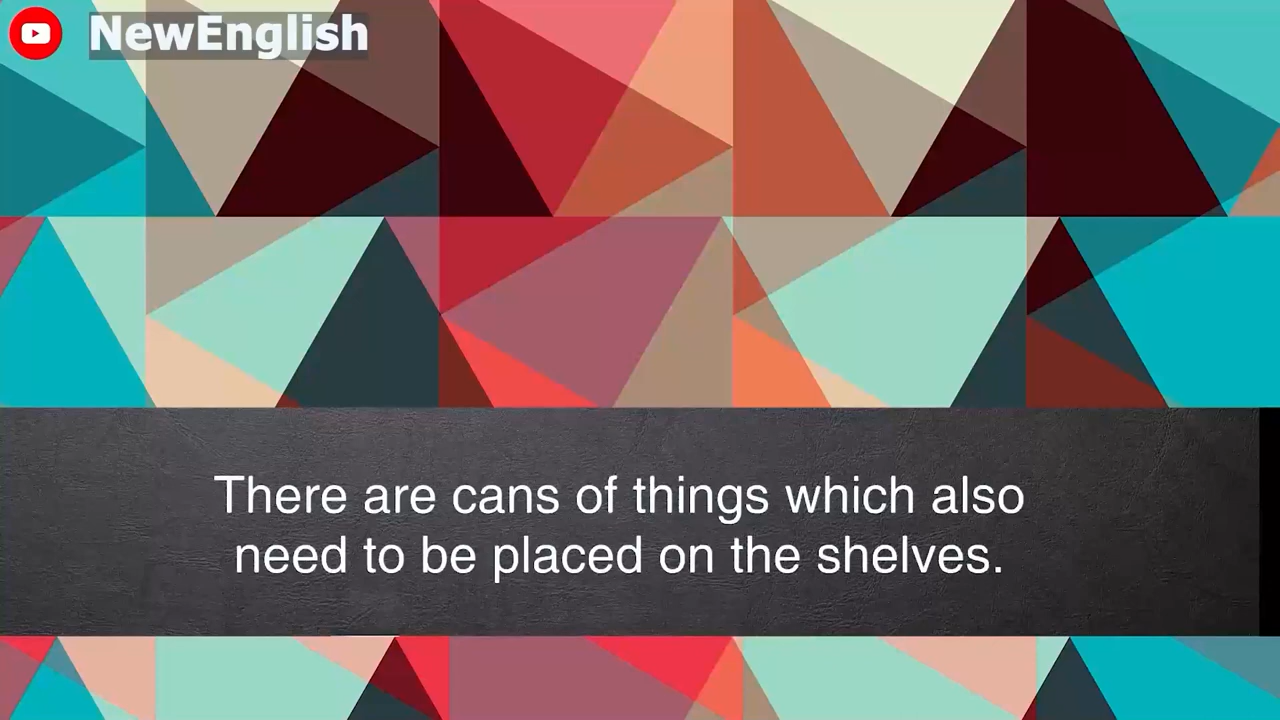 NewEnglish
There are cans of things which also
need to be placed on the shelves.